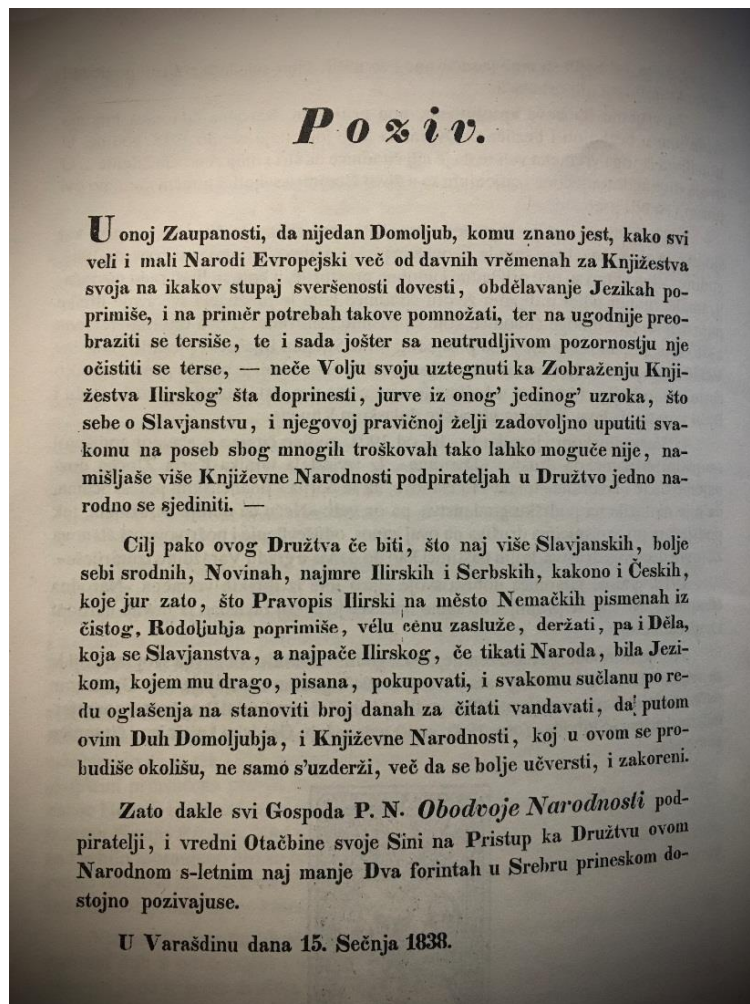 Poziv.
U onoj Zaupanosti, da nijedan Domoljub, komu znano jest, kako svi
veli i mali Narodi Evropejski več od davnih vrěmenah za Knjižestva
svoja na ikakov stupaj sveršenosti dovesti, obdělavanje Jezikah po-
primiše, i na priměr potrebah takove pomnožati, ter na ugodnije preo-
braziti se tersiše, te i sada jošter sa neutrudljivom pozornostju nje
očistiti se terse, — neče Volju svoju uztegnuti ka Zobraženju Knji-
žestva Ilirskog' šta doprinesti, jurve iz onog' jedinog' uzroka, što
sebe o Slavjanstvu, i njegovoj pravičnoj želji zadovoljno uputiti sva-
komu na poseb sbog mnogih troškovah tako lahko moguče nije, na-
mišljaše više Književne Narodnosti podpirateljah u Družtvo jedno na-
rodno se sjediniti. —
Cilj pako ovog Družtva če biti, što naj više Slavjanskih, bolje
sebi srodnih, Novinah, najmre Ilirskih i Serbskih, kakono i Českih,
koje jur zato, što Pravopis Ilirski na město Nemačkih pismenah iz
čistog, Rodoljubja poprimiše, vělu cěnu zasluže, deržati, pa i Děla,
koja se Slavjanstva, a najpače Ilirskog, če tikati Naroda, bila Jezi-
kom, kojem mu drago, pisana, pokupovati, i svakomu sučlanu po re-
du oglašenja na stanoviti broj danah za čitati vandavati, da' putom
ovim Duh Domoljubja, i Književne Narodnosti, koj u ovom se pro-
budiše okolišu, ne samo s'uzderži, več da se bolje učversti, i zakoreni.
Zato dakle svi Gospoda P. N. Obodvoje Narodnosti pod-
piratelji, i vredni Otačbine svoje Sini na Pristup ka Družtvu ovom
Narodnom s-letnim naj manje Dva forintah u Srebru prineskom do-
stojno pozivajuse.
U Varašdinu dana 15. Sečnja 1838.